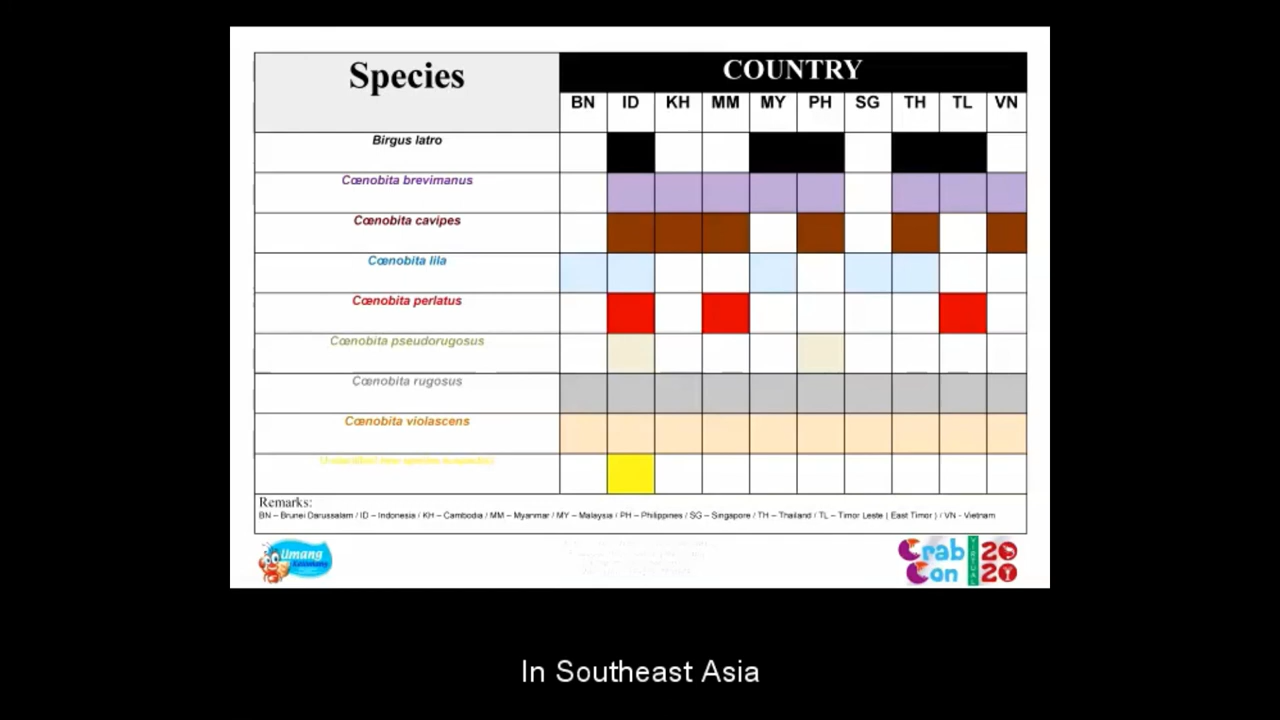 Species
COUNTRY
BN ID KH MM MY PH SG TH TL VN
Birgus latro
Cœnobita brevimanus
Cœnobita cavipes
Cœnobita lila
Cœnobita perlatus
Cœnobita pseudorugosus
Cœnobita rugosus
Cœnobita violascens
Remarks:
BN – Brunei Darussalam / ID – Indonesia / KH – Cambodia / MM – Myanmar / MY – Malaysia / PH – Philippines / SG – Singapore / TH – Thailand / TL – Timor Leste ( East Timor ) / VN - Vietnam
Umang
Crab
Con
VIRTUAL
20
20
In Southeast Asia